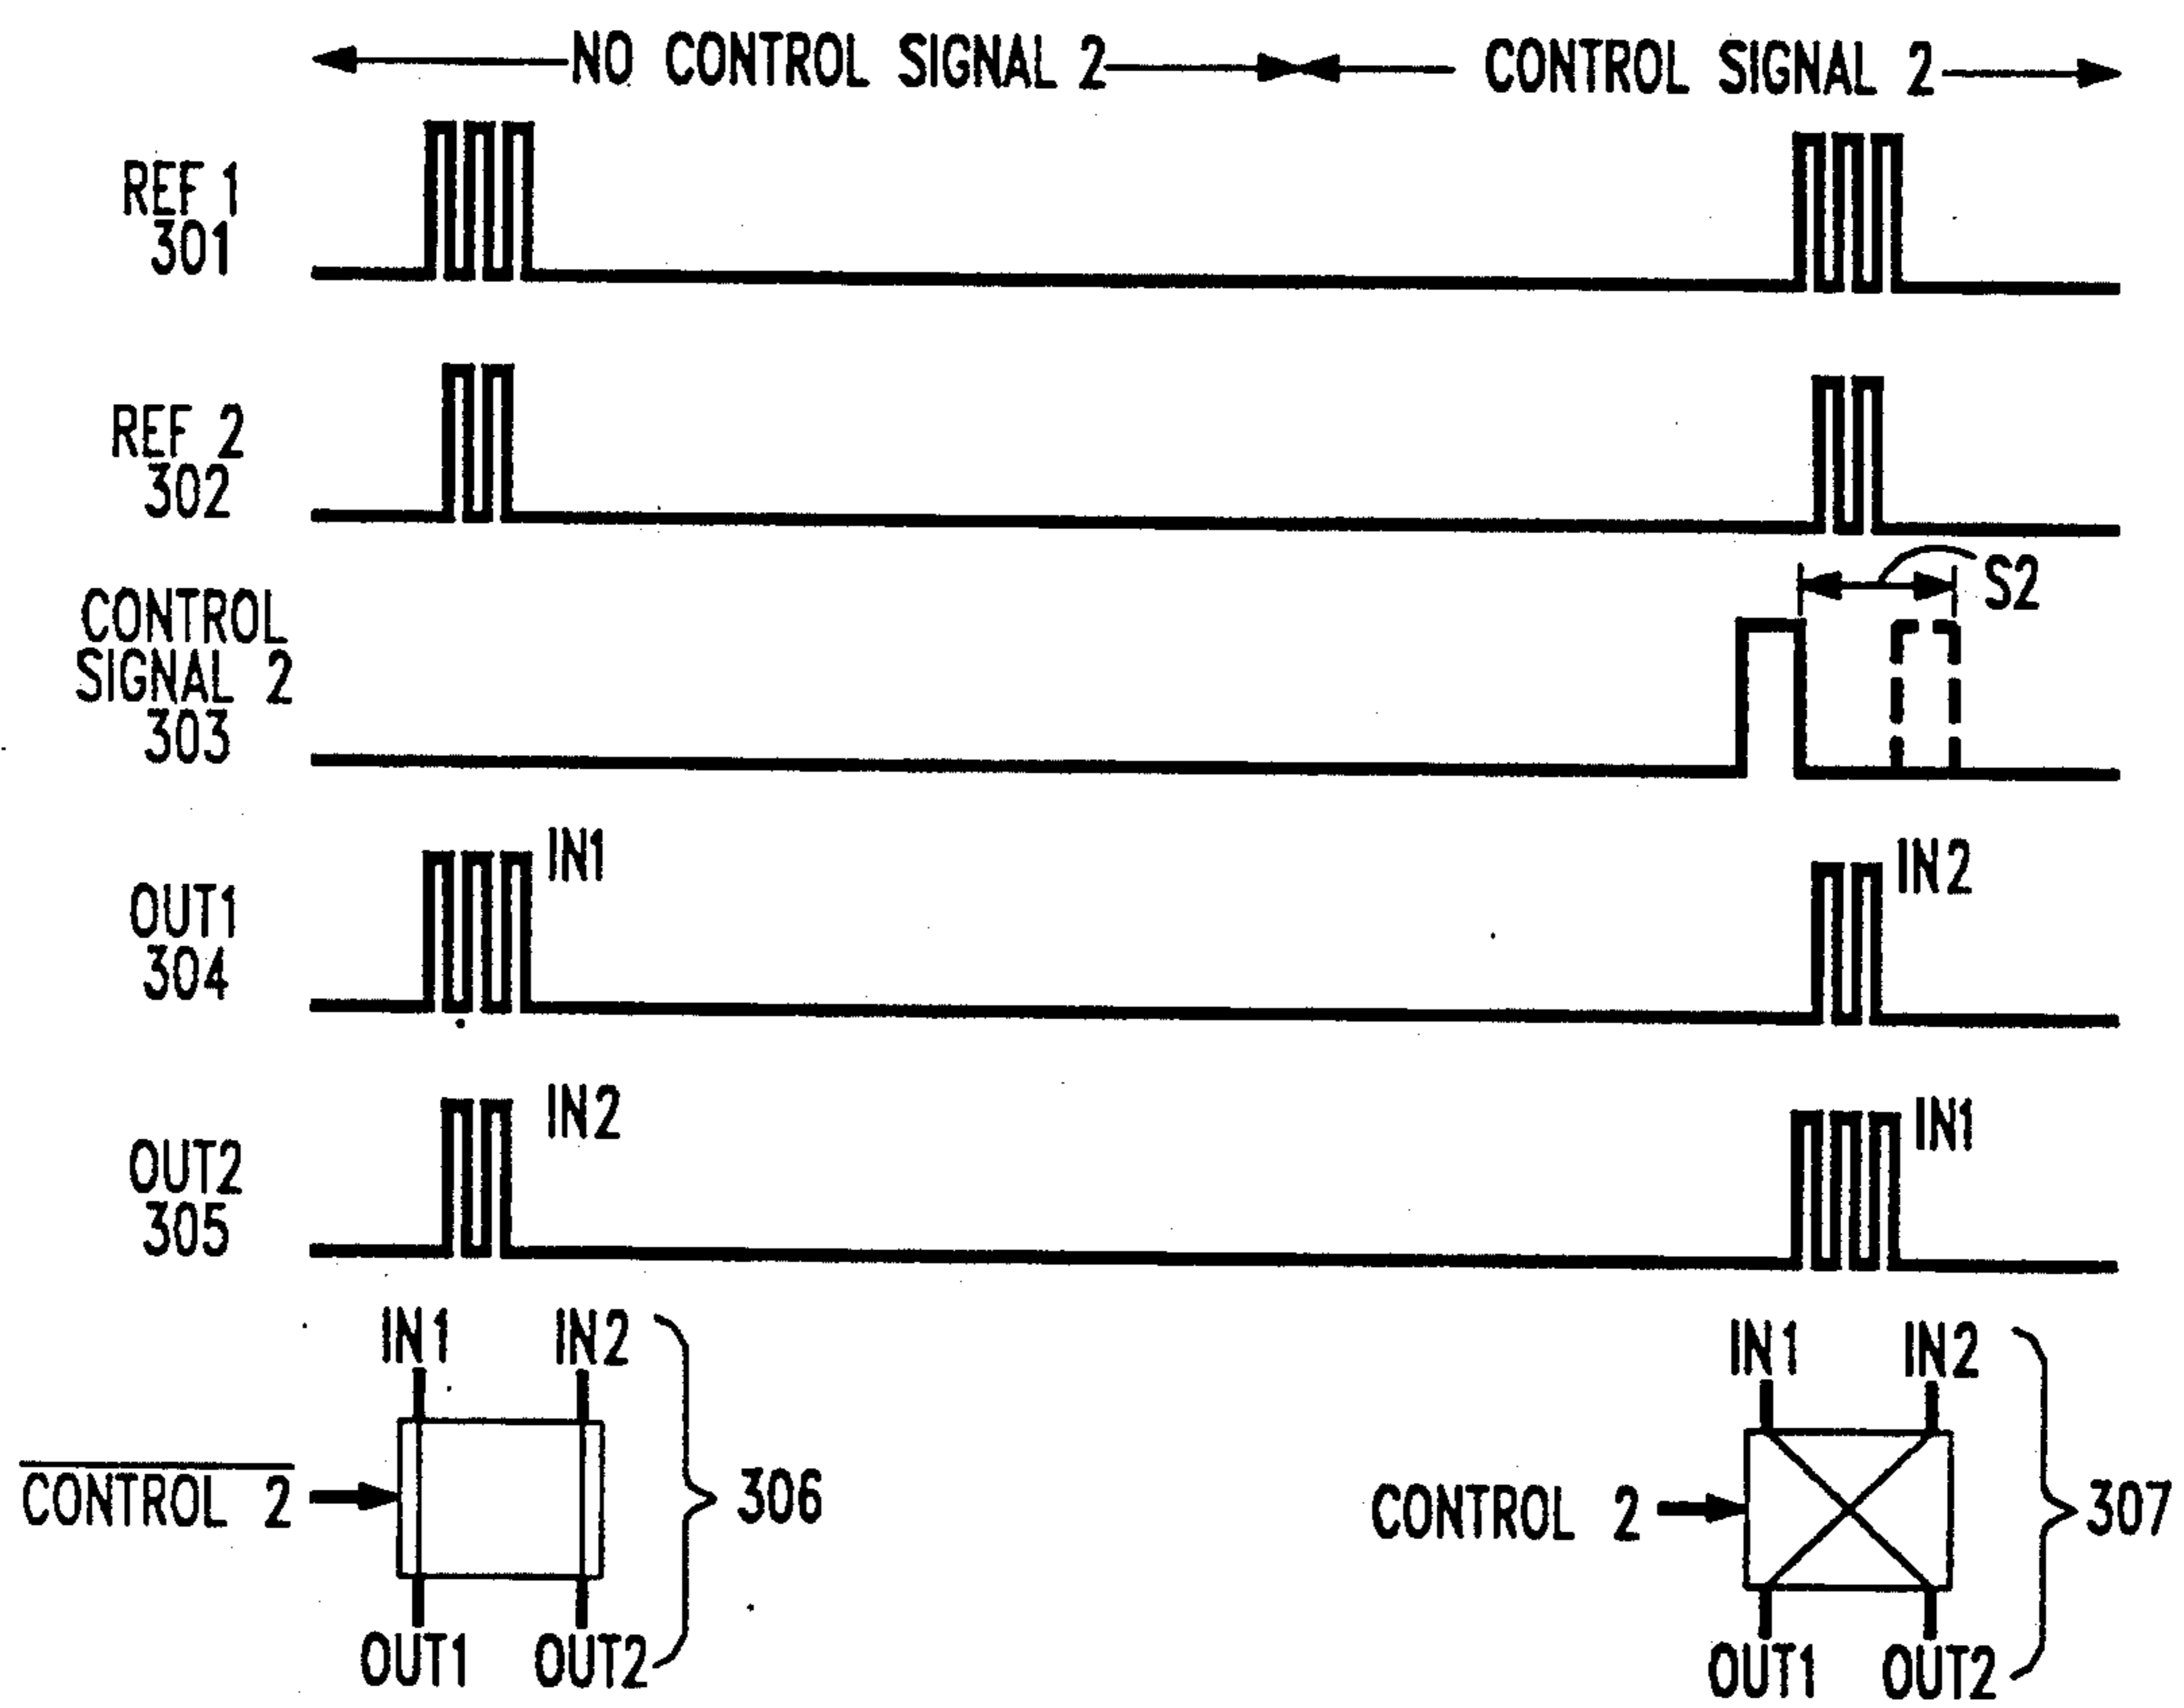 NO CONTROL SIGNAL 2
CONTROL SIGNAL 2
REF 1
301
REF 2
302
S2
CONTROL
SIGNAL 2
303
IN1
IN2
OUT1
304
IN2
IN1
OUT2
305
IN1
IN2
IN1
IN2
CONTROL 2
306
CONTROL 2
307
OUT1
OUT2
OUT1
OUT2